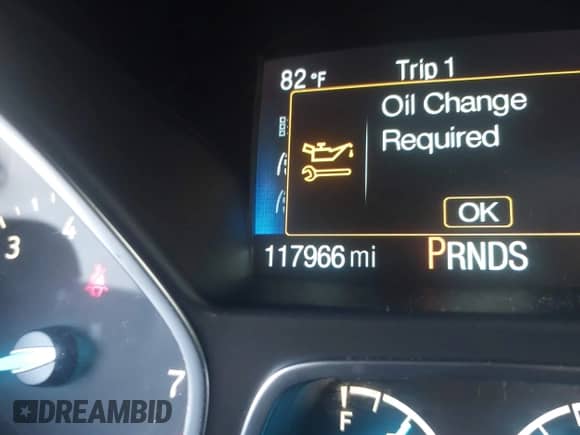 82°F Trip 1
Oil Change
Required
OK
117966 mi PRNDS
3 4
7
F
DREAMBID